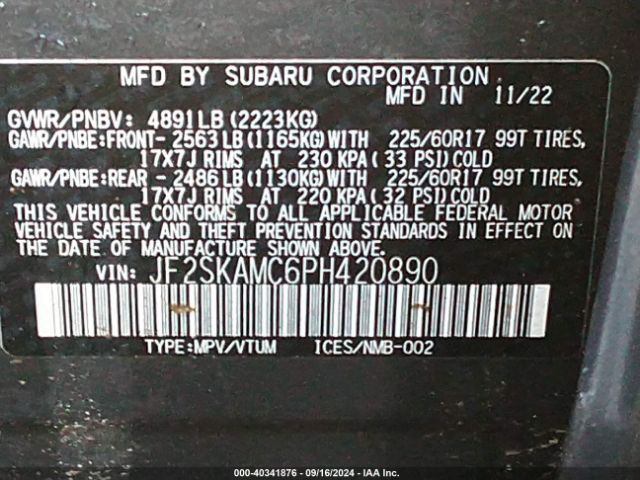 MFD BY SUBARU CORPORATION
MFD IN 11/22
GVWR/PNBV: 4891LB (2223KG)
GAWR/PNBE:FRONT- 2563LB (1165KG) WITH 225/60R17 99T TIRES,
17X7J RIMS AT 230 KPA( 33 PSI) COLD
GAWR/PNBE:REAR - 2486LB (1130KG) WITH 225/60R17 99T TIRES,
17X7J RIMS AT 220 KPA( 32 PSI) COLD
THIS VEHICLE CONFORMS TO ALL APPLICABLE FEDERAL MOTOR
VEHICLE SAFETY AND THEFT PREVENTION STANDARDS IN EFFECT ON
THE DATE OF MANUFACTURE SHOWN ABOVE.
VIN: JF2SKAMC6PH420890
TYPE:MPV/VTUM ICES/NMB-002
000-40341876 - 09/16/2024 - IAA Inc.